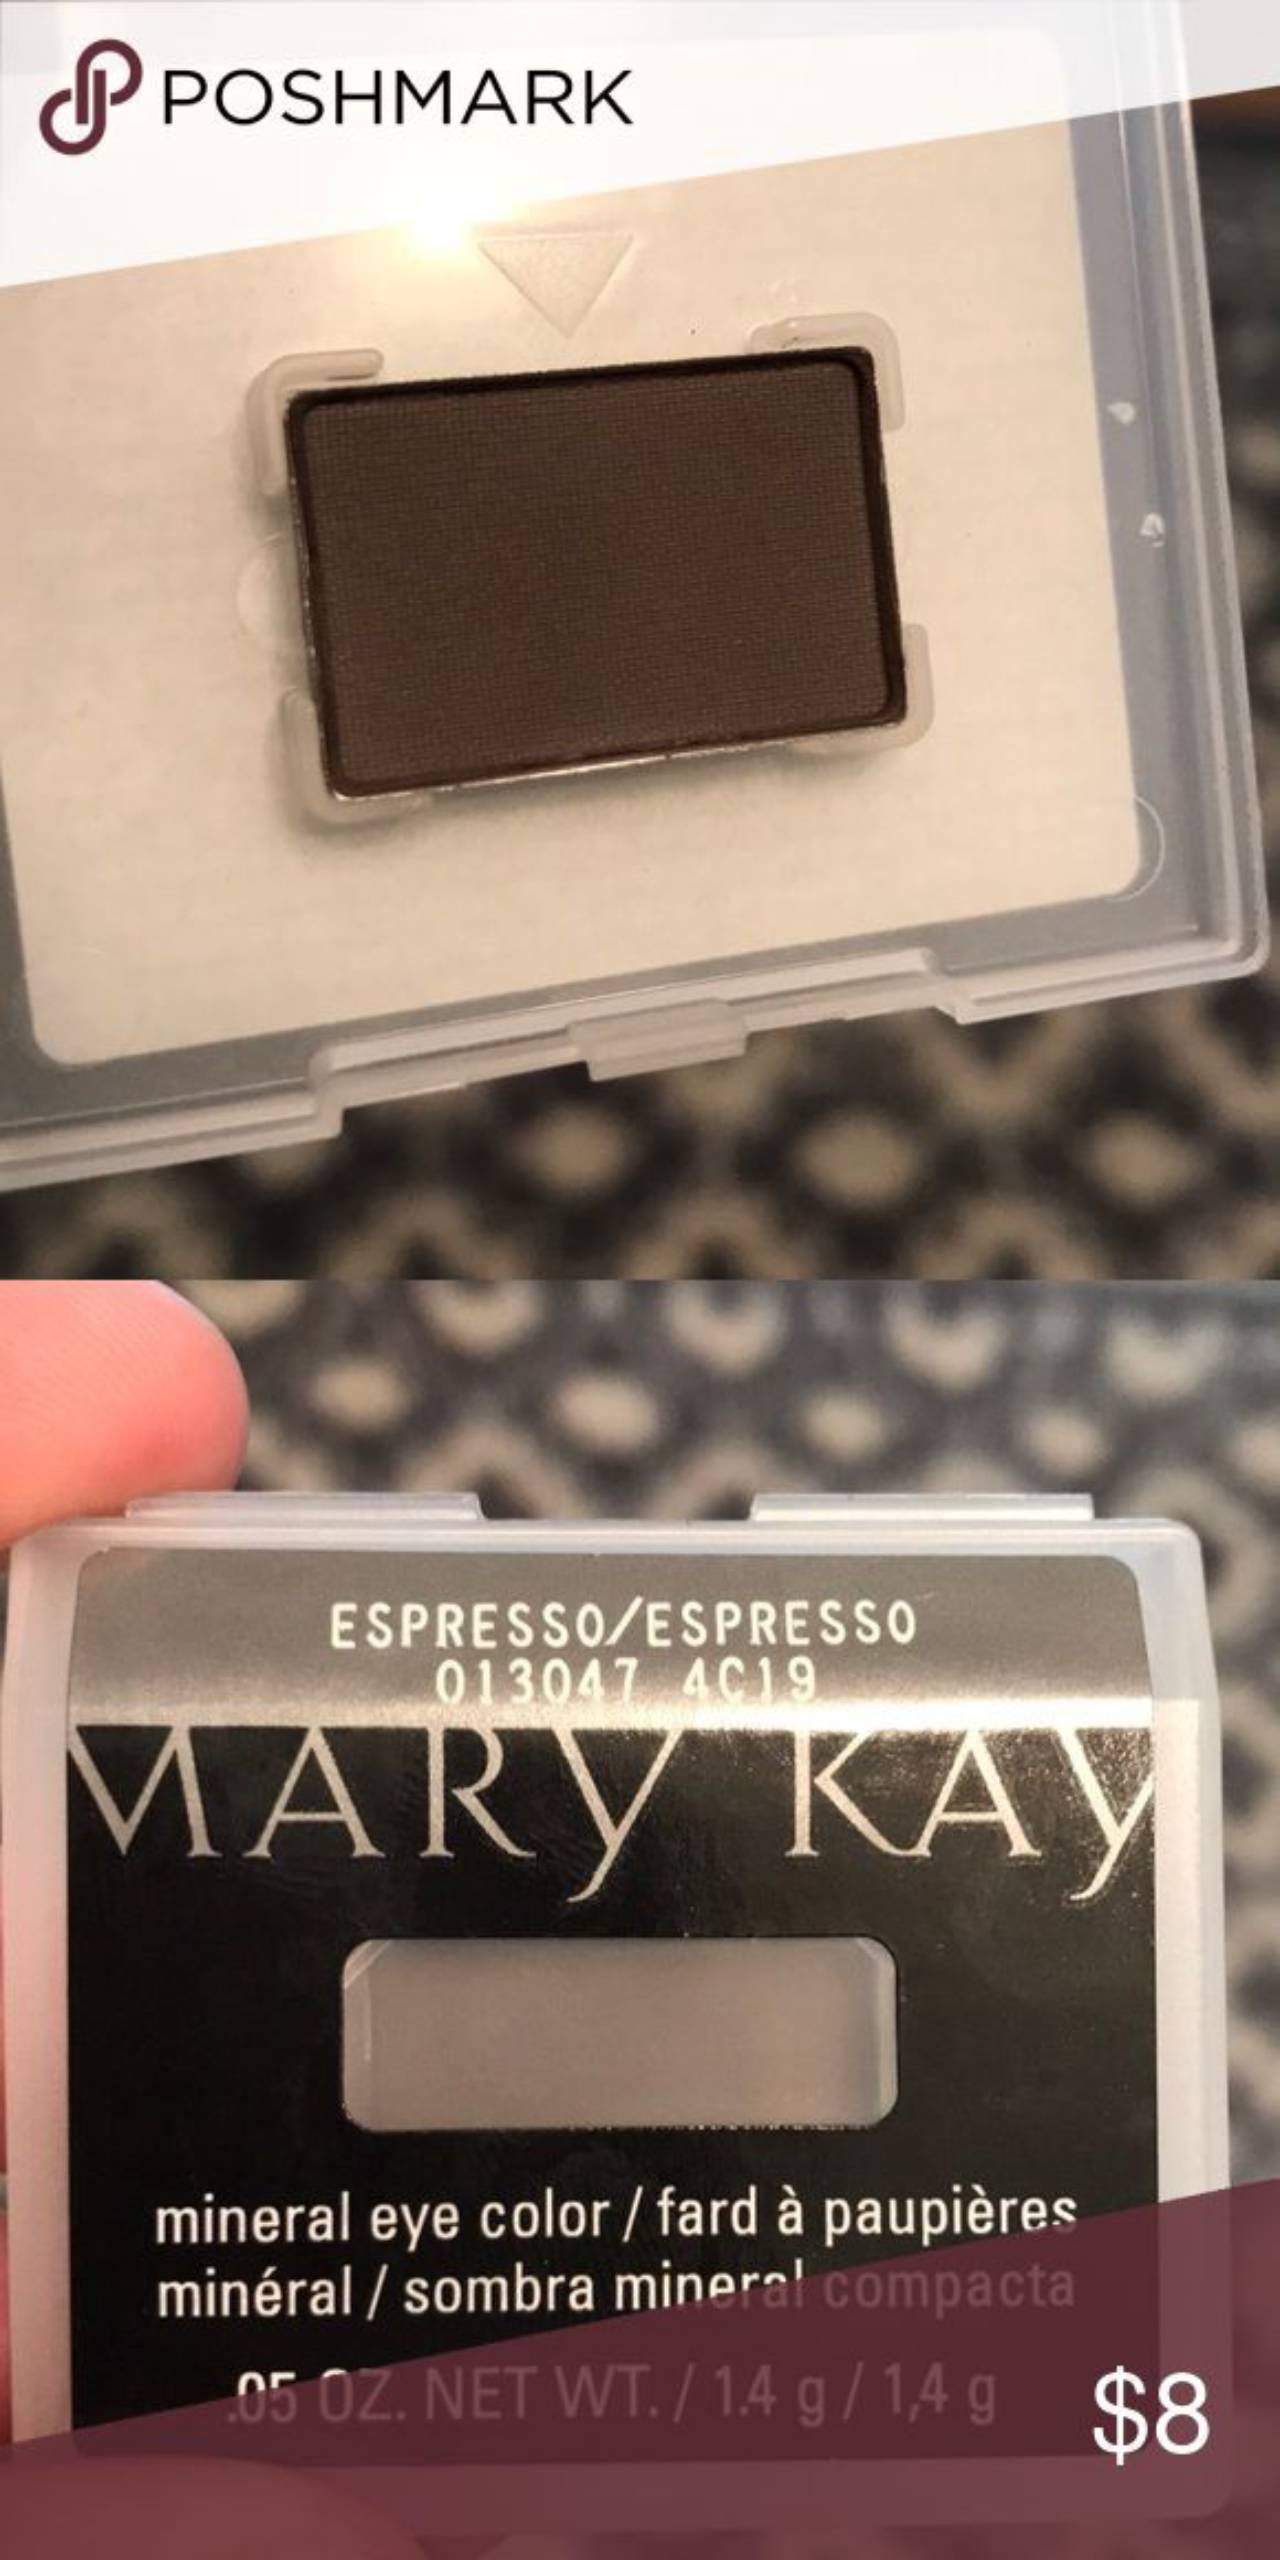 POSHMARK
ESPRESSO/ESPRESSO
013047 4C19
MARY KAY
mineral eye color / fard à paupières
minéral / sombra mineral compacta
.05 OZ. NET WT. / 1.4 g / 1,4 g
$8